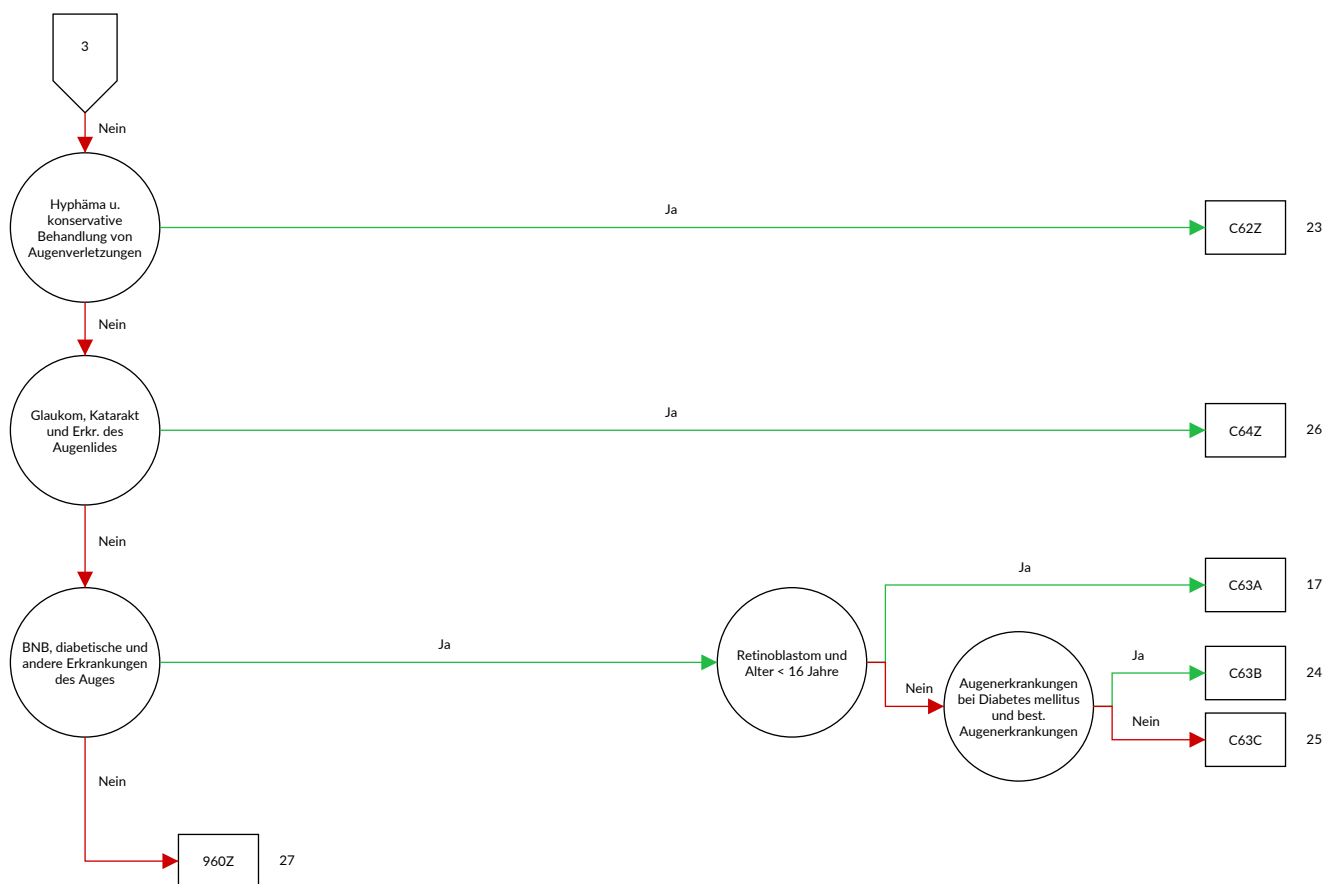 3
Nein
Hyphäma u.
konservative
Behandlung von
Augenverletzungen
Ja
C62Z
23
Nein
Glaukom, Katarakt
und Erkr. des
Augenlides
Ja
C64Z
26
Nein
BNB, diabetische und
andere Erkrankungen
des Auges
Ja
Retinoblastom und
Alter < 16 Jahre
Ja
C63A
17
Nein
Augenerkrankungen
bei Diabetes mellitus
und best.
Augenerkrankungen
Ja
C63B
24
Nein
C63C
25
Nein
960Z
27